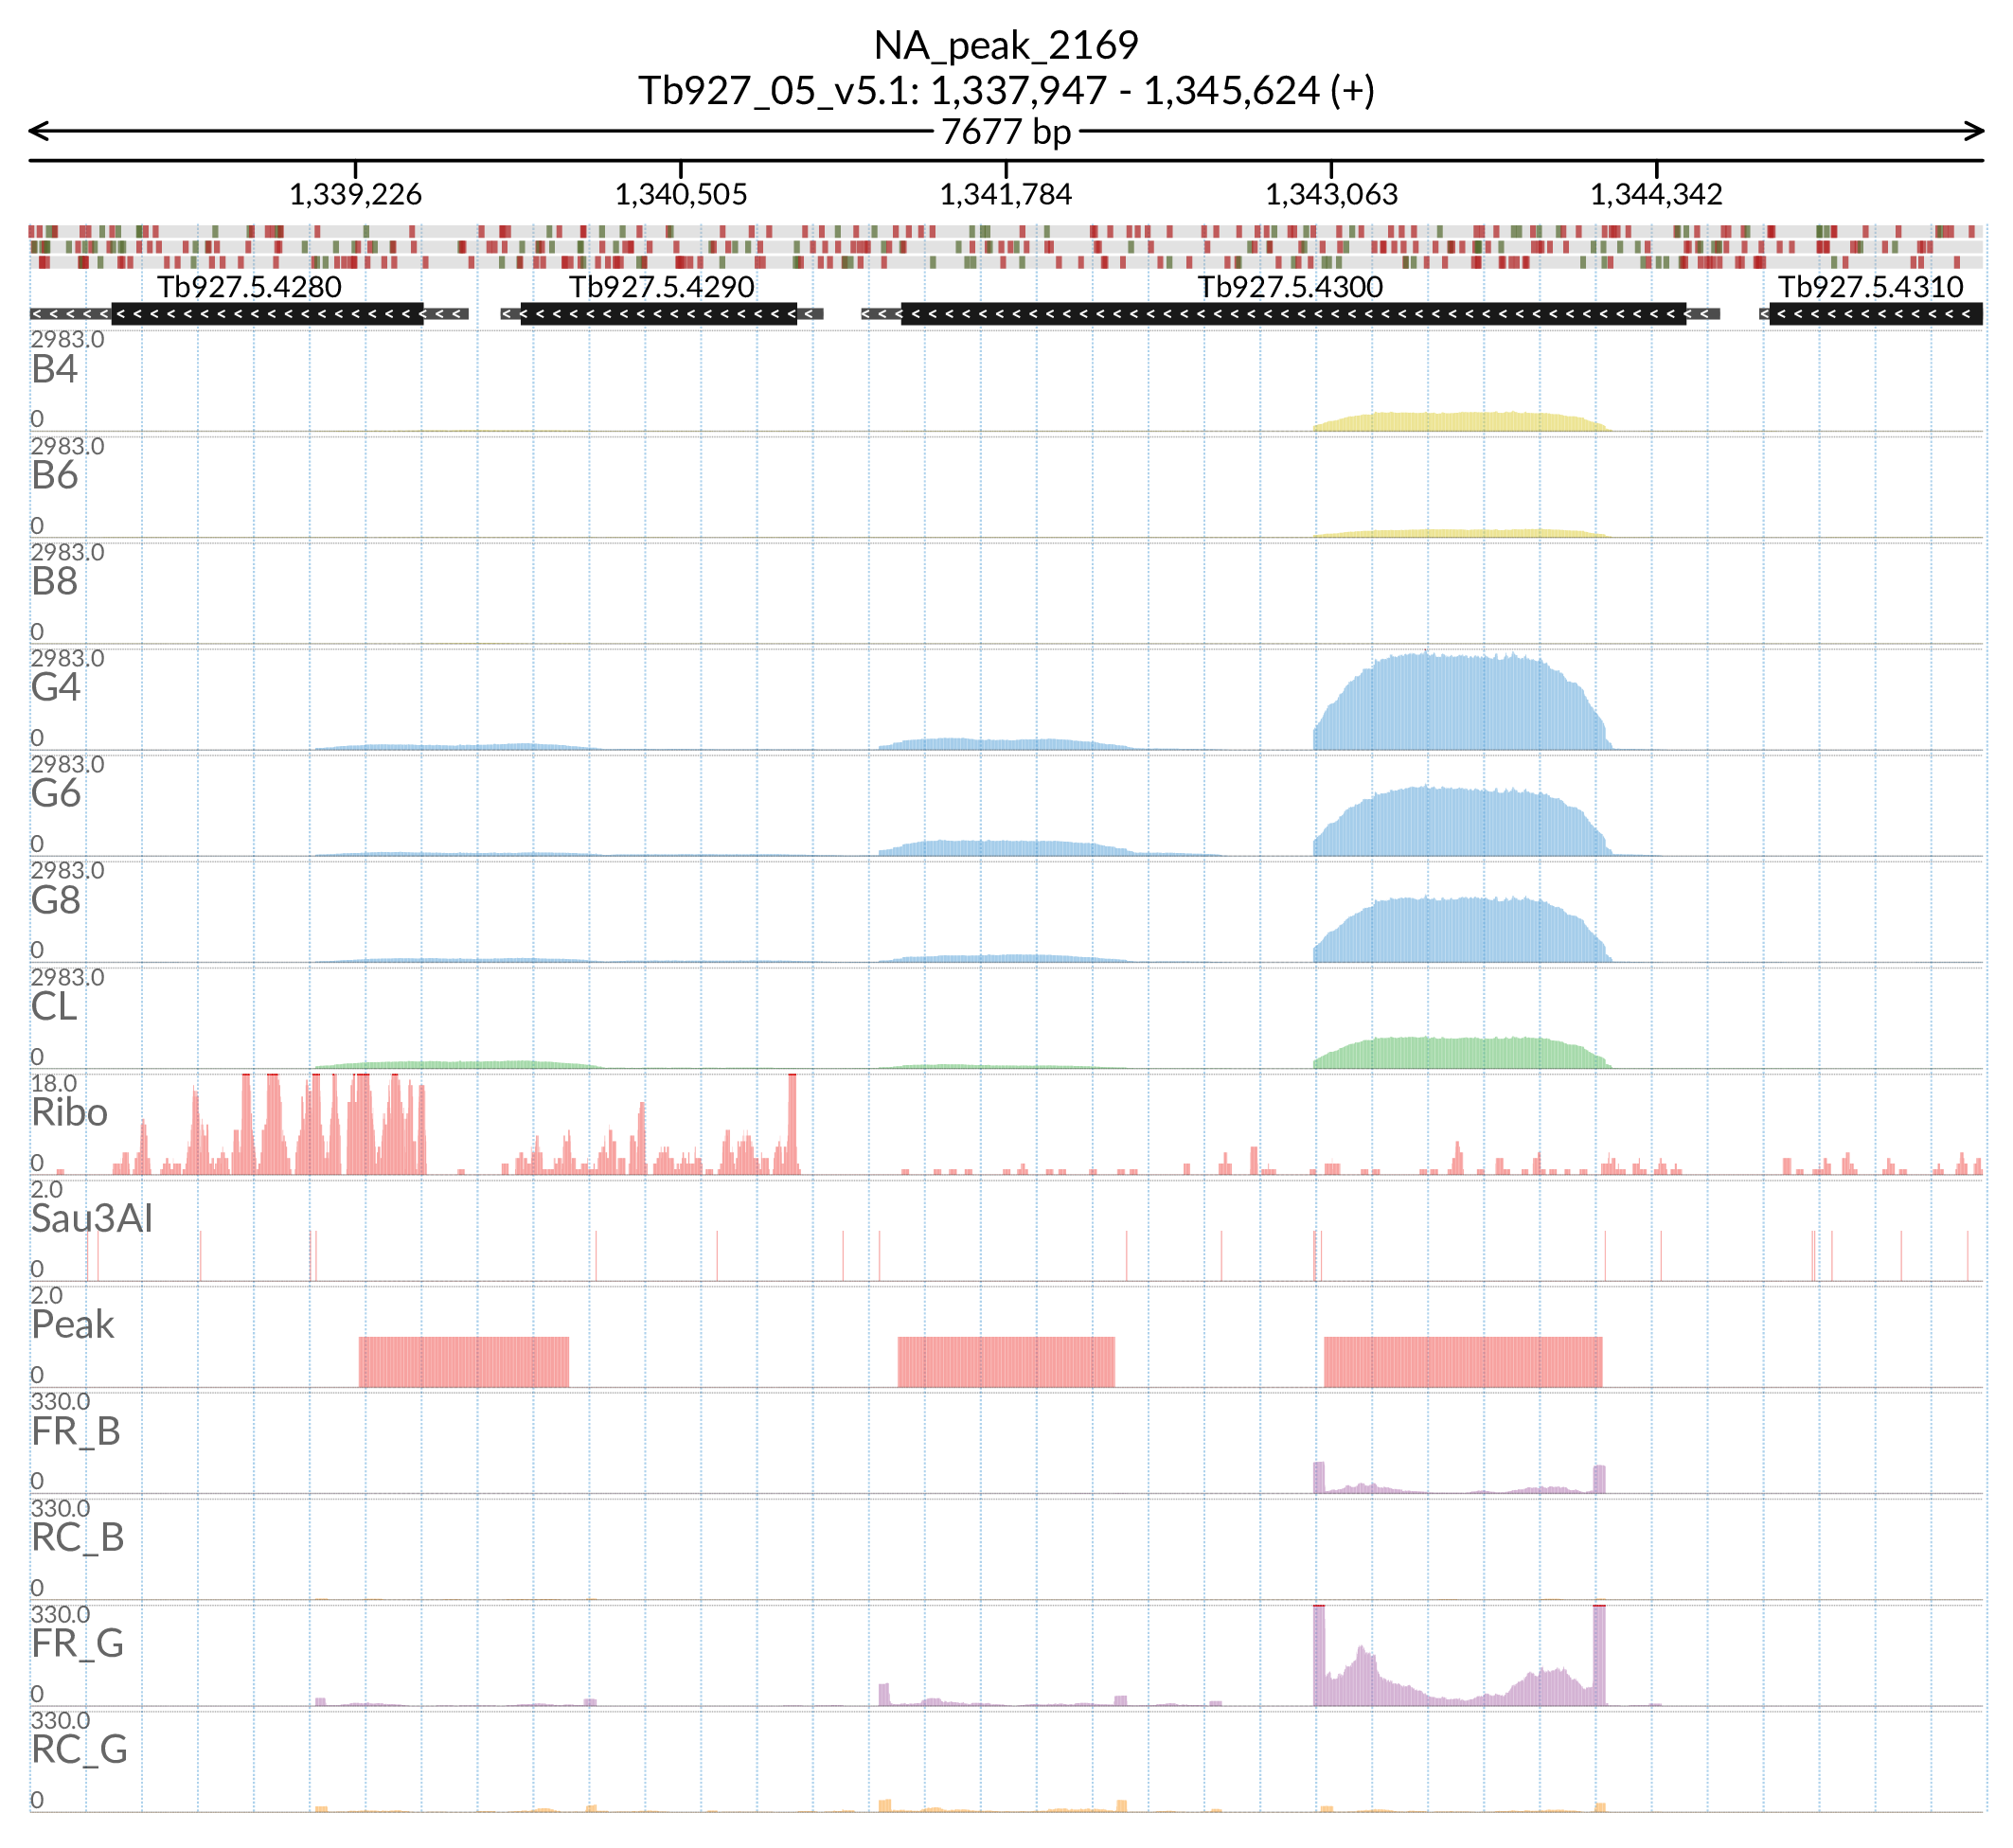 NA_peak_2169
Tb927_05_v5.1: 1,337,947 - 1,345,624 (+)
7677 bp
1,339,226 1,340,505 1,341,784 1,343,063 1,344,342
Tb927.5.4280 Tb927.5.4290 Tb927.5.4300 Tb927.5.4310
2983.0
B4
0
2983.0
B6
0
2983.0
B8
0
2983.0
G4
0
2983.0
G6
0
2983.0
G8
0
2983.0
CL
0
18.0
Ribo
0
2.0
Sau3AI
0
2.0
Peak
0
330.0
FR_B
0
330.0
RC_B
0
330.0
FR_G
0
330.0
RC_G
0